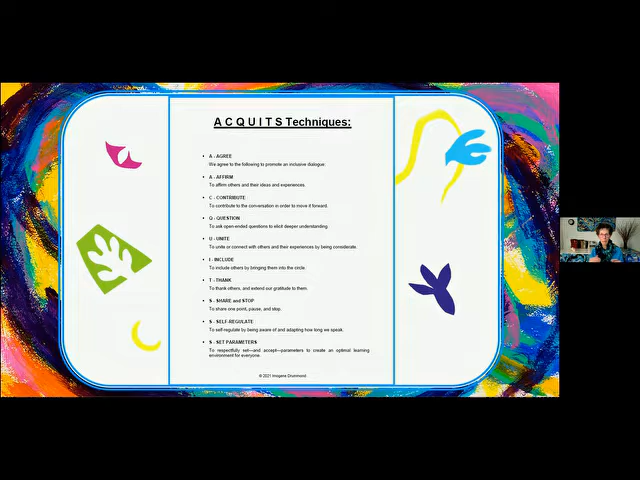 A C Q U I T S Techniques:
• A - AGREE
We agree to the following to promote an inclusive dialogue:
• A - AFFIRM
To affirm others and their ideas and experiences.
• C - CONTRIBUTE
To contribute to the conversation in order to move it forward.
• Q - QUESTION
To ask open-ended questions to elicit deeper understanding.
• U - UNITE
To unite or connect with others and their experiences by being considerate.
• I - INCLUDE
To include others by bringing them into the circle.
• T - THANK
To thank others, and extend our gratitude to them.
• S - SHARE and STOP
To share one point, pause, and stop.
• S - SELF-REGULATE
To self-regulate by being aware of and adapting how long we speak.
• S - SET PARAMETERS
To respectfully set—and accept—parameters to create an optimal learning
environment for everyone.
© 2021 Imogene Drummond